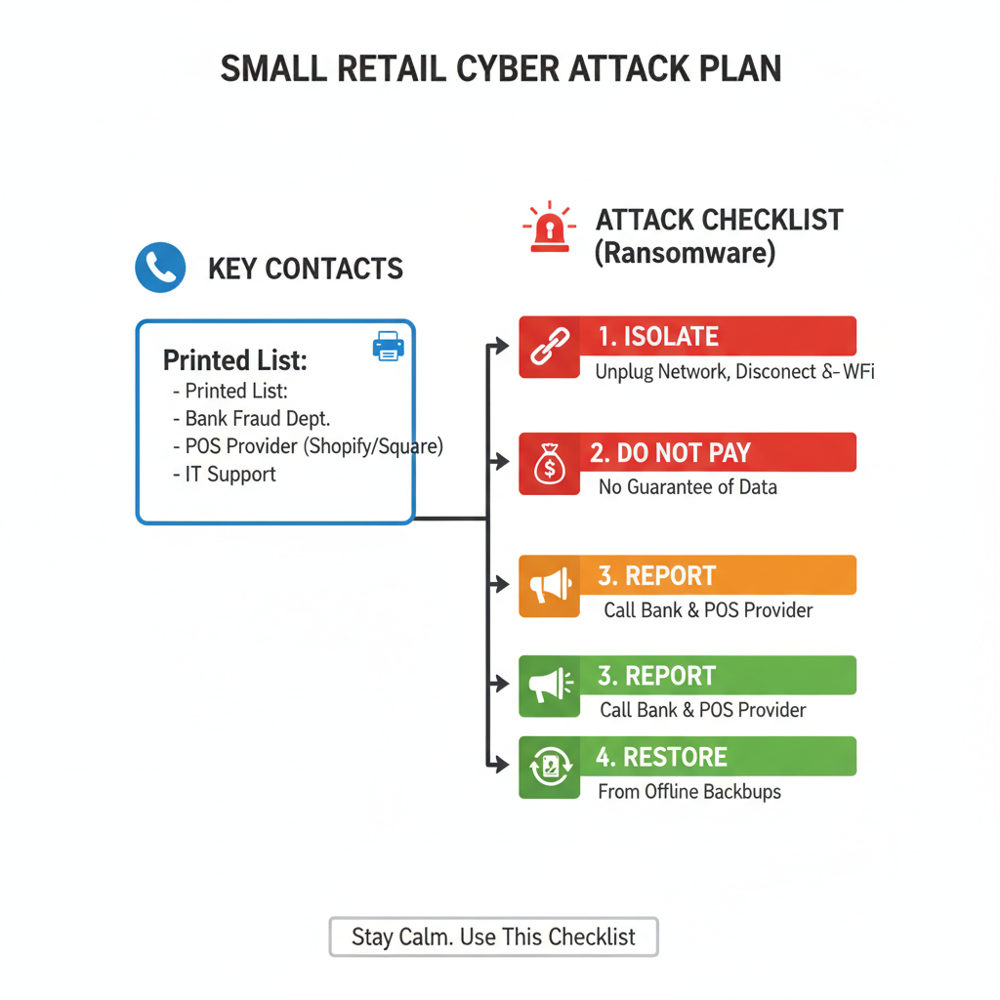 SMALL RETAIL CYBER ATTACK PLAN
KEY CONTACTS
Printed List:
- Printed List:
- Bank Fraud Dept.
- POS Provider (Shopify/Square)
- IT Support
ATTACK CHECKLIST
(Ransomware)
1. ISOLATE
Unplug Network, Disconect &- WFi
2. DO NOT PAY
$
No Guarantee of Data
3. REPORT
Call Bank & POS Provider
3. REPORT
Call Bank & POS Provider
4. RESTORE
From Offline Backbups
Stay Calm. Use This Checklist